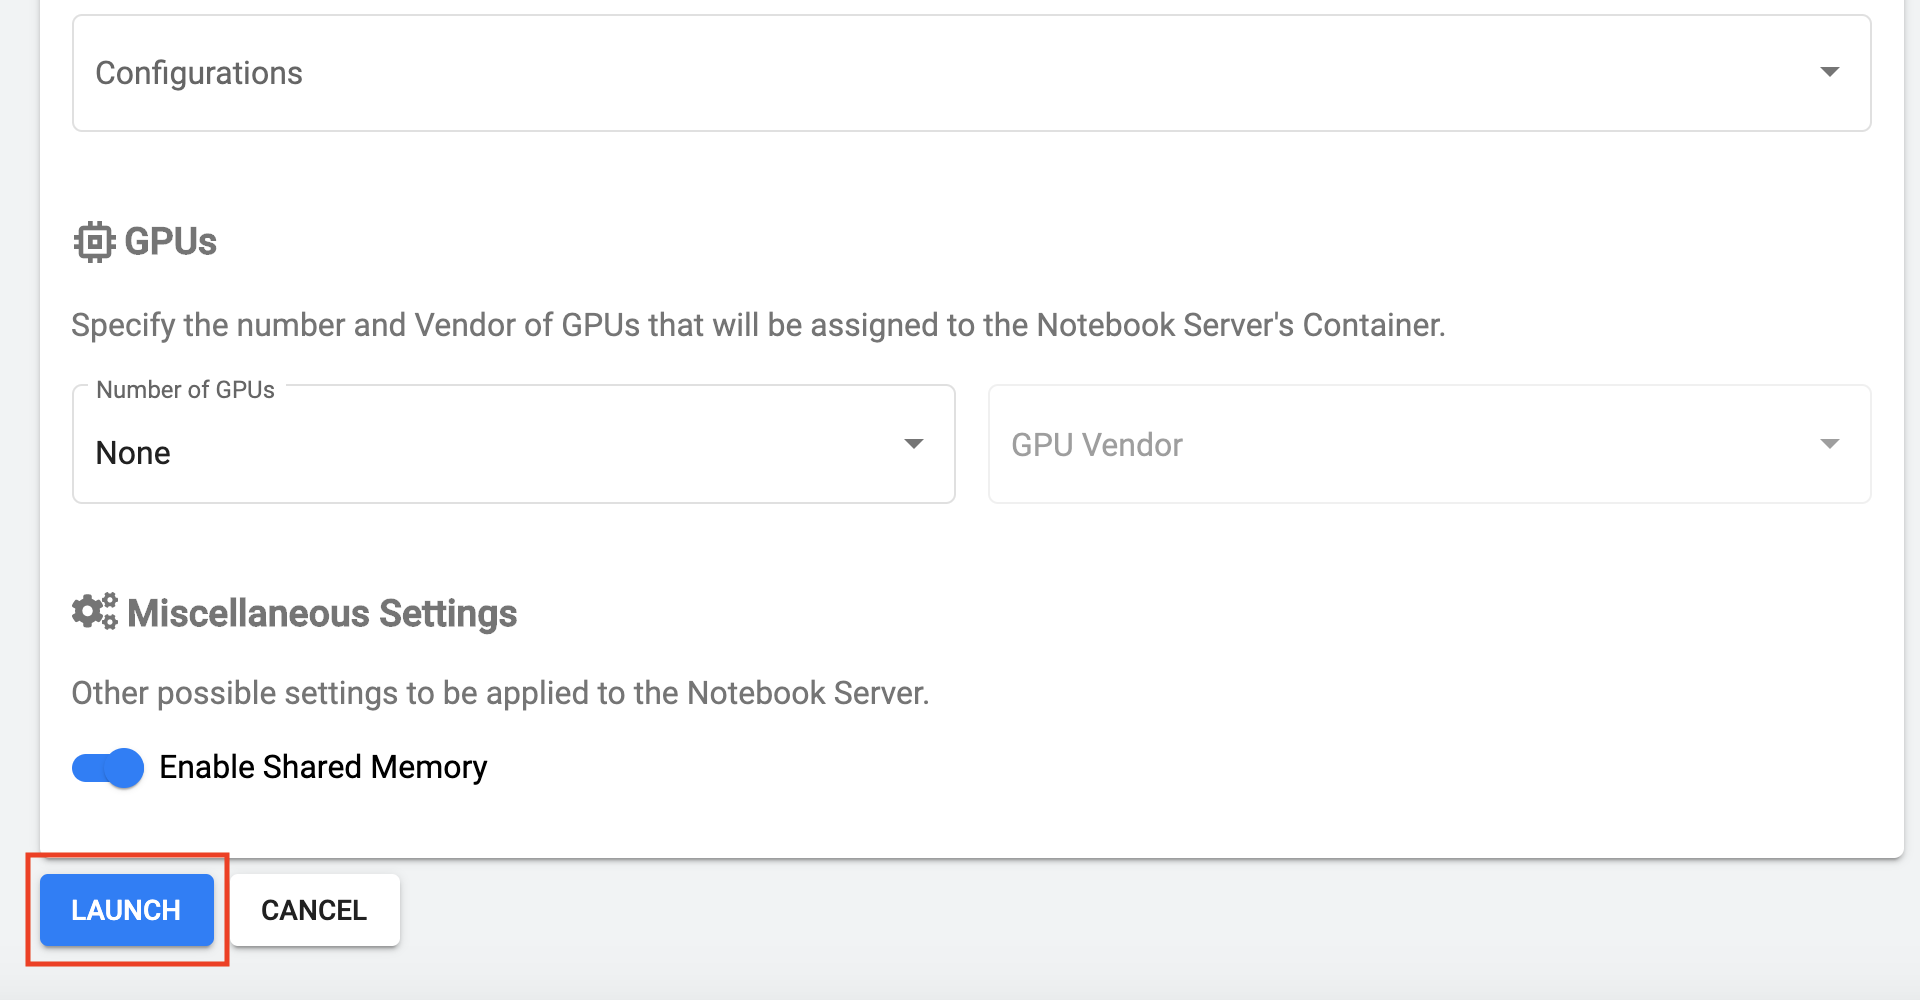 Configurations
GPUs
Specify the number and Vendor of GPUs that will be assigned to the Notebook Server's Container.
Number of GPUs
None
GPU Vendor
Miscellaneous Settings
Other possible settings to be applied to the Notebook Server.
Enable Shared Memory
LAUNCH
CANCEL